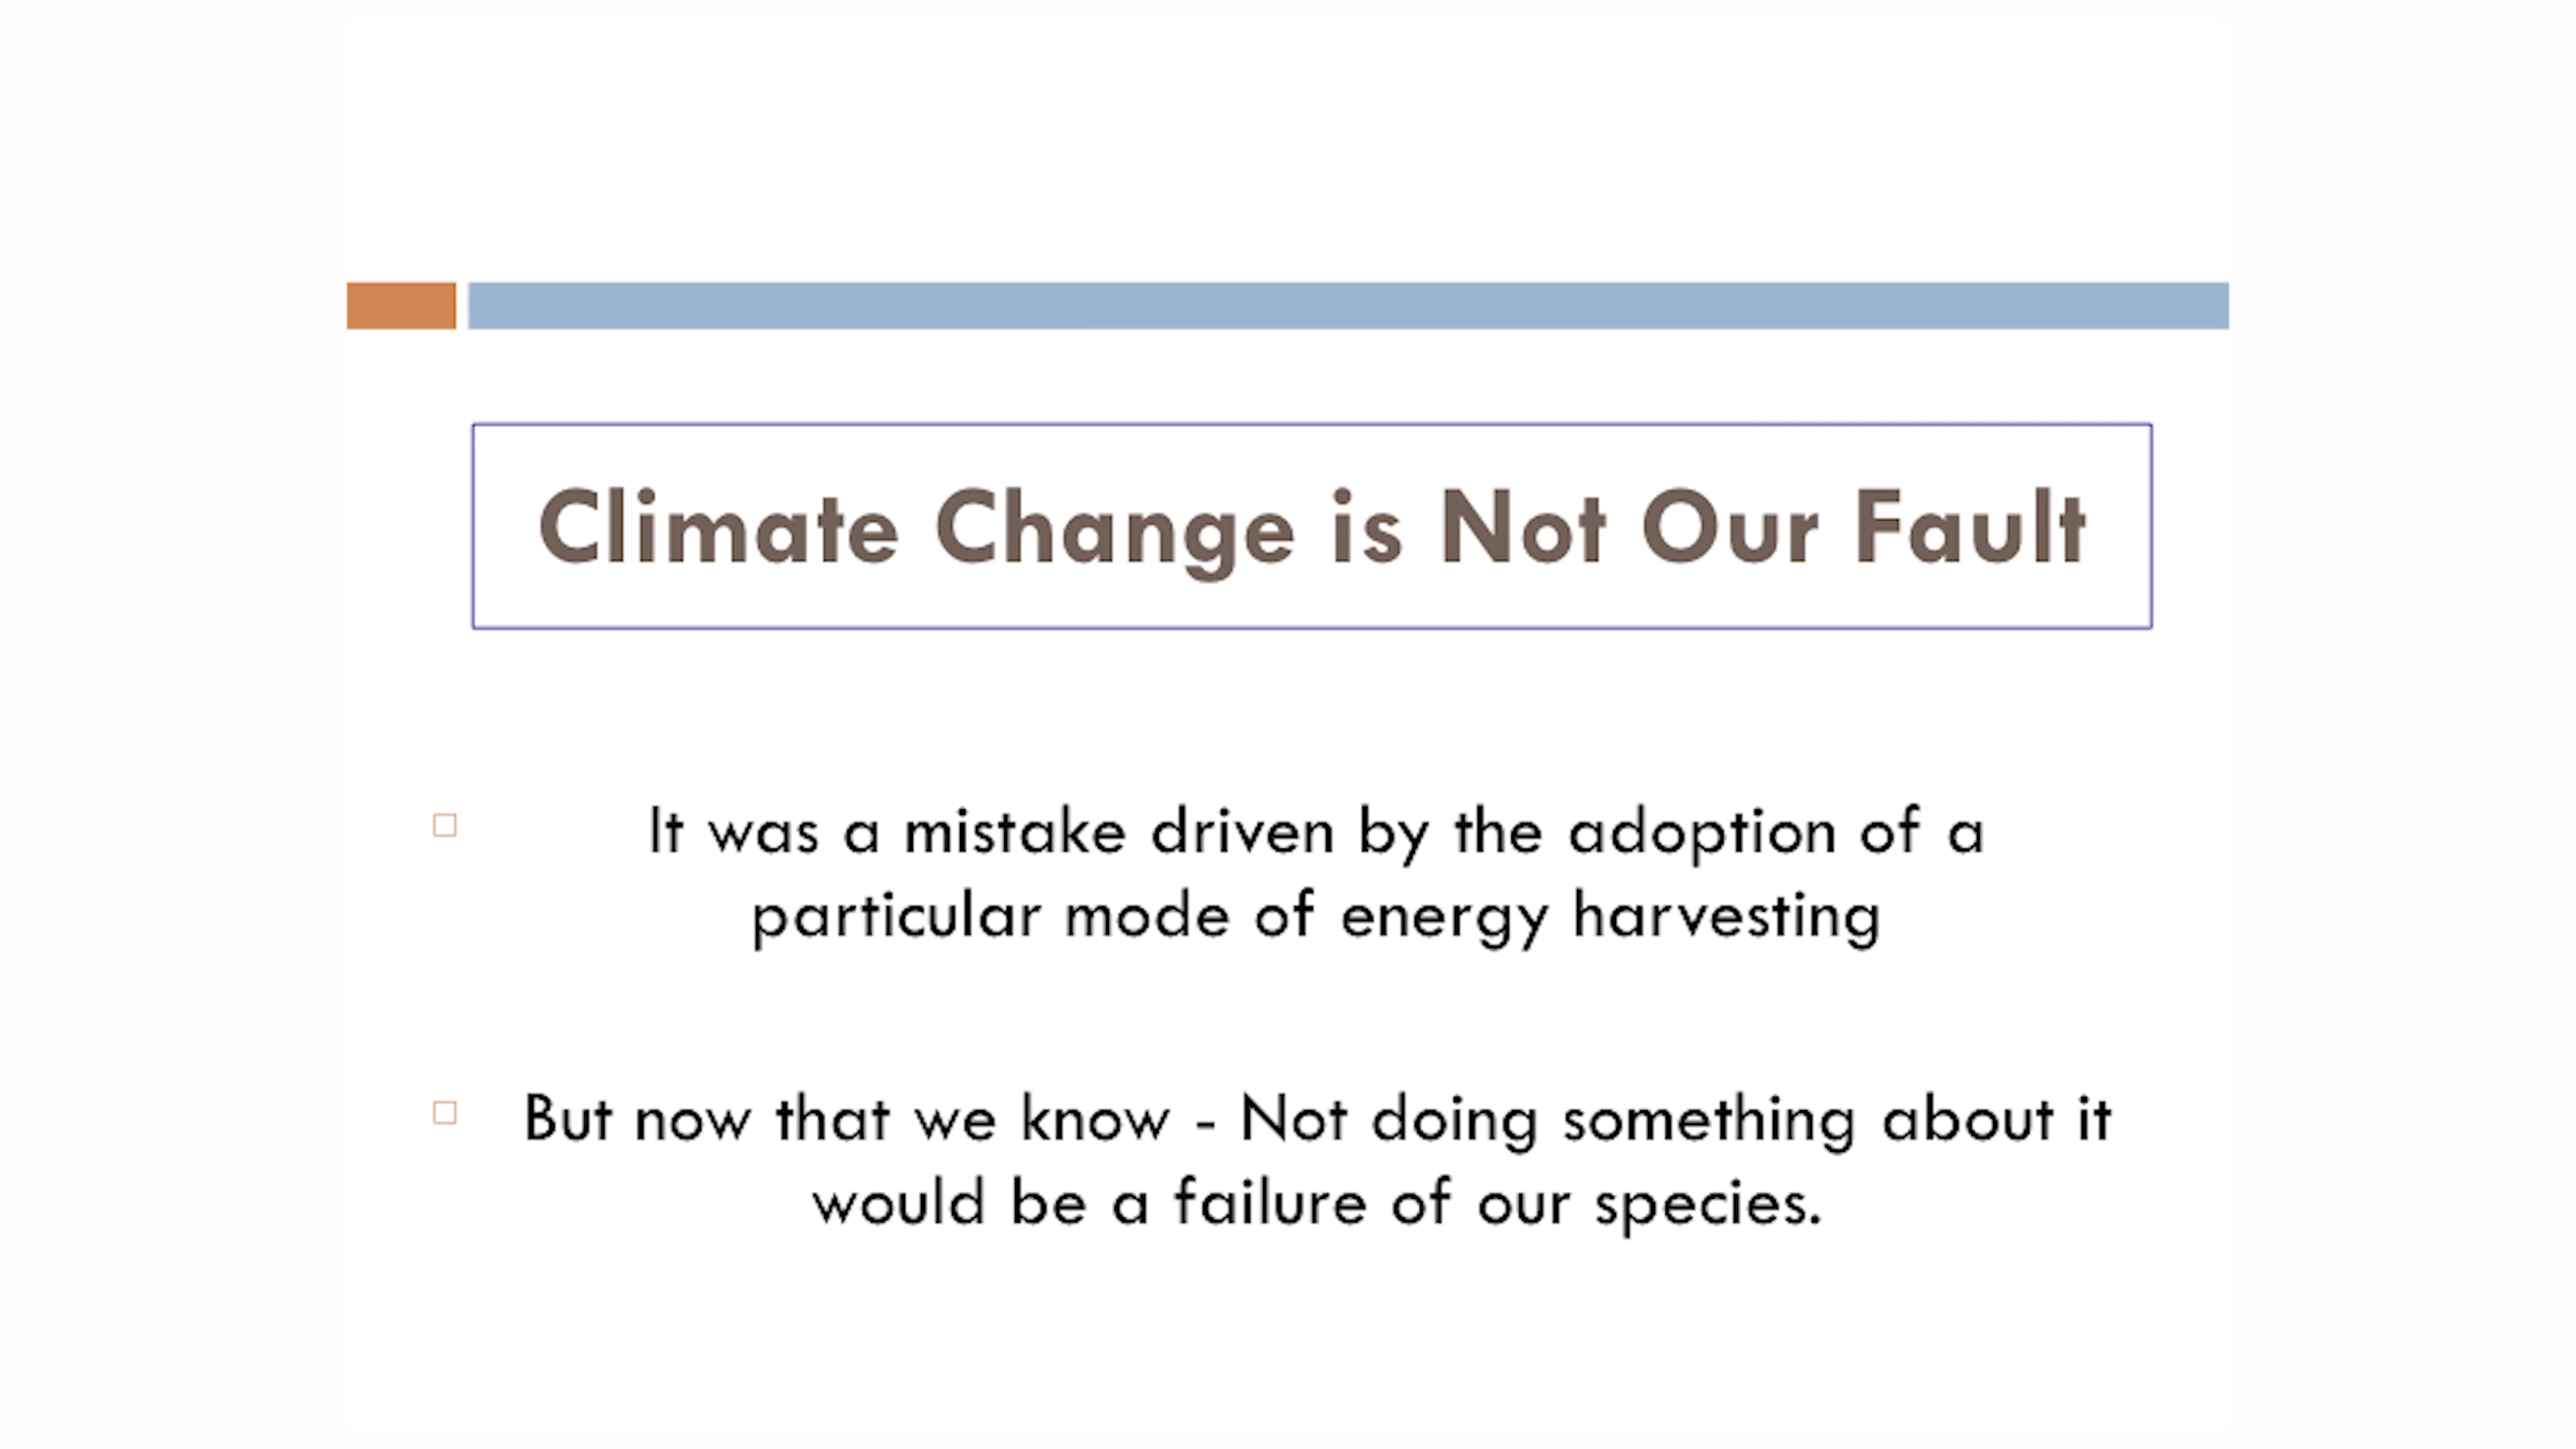 Climate Change is Not Our Fault
It was a mistake driven by the adoption of a
particular mode of energy harvesting
But now that we know - Not doing something about it
would be a failure of our species.